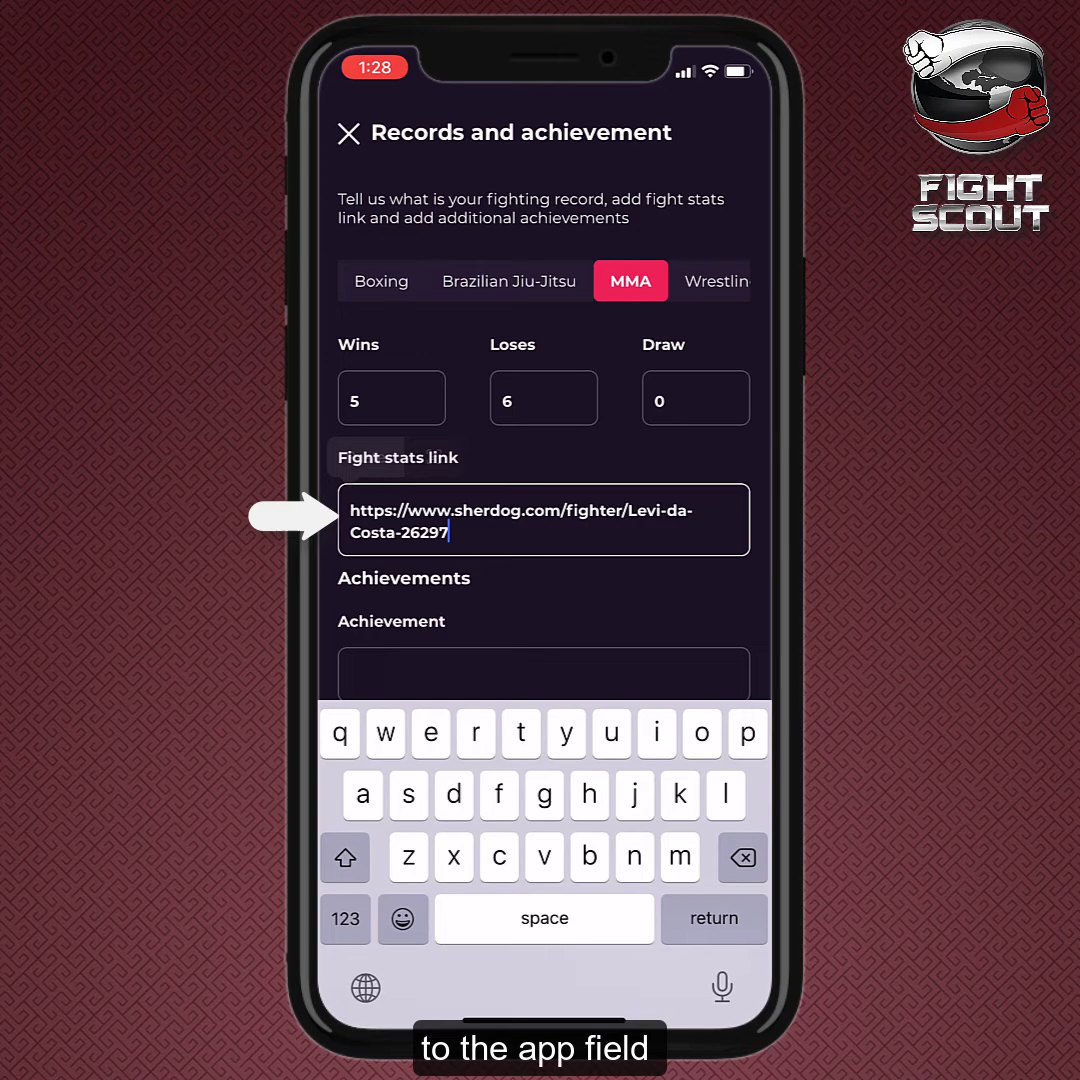 1:28
FIGHT
SCOUT
Records and achievement
Tell us what is your fighting record, add fight stats
link and add additional achievements
Boxing Brazilian Jiu-Jitsu MMA Wrestlin
Wins Loses Draw
5 6 0
Fight stats link
https://www.sherdog.com/fighter/Levi-da-
Costa-26297
Achievements
Achievement
q w e r t y u i o p
a s d f g h j k l
z x c v b n m
123 space return
to the app field